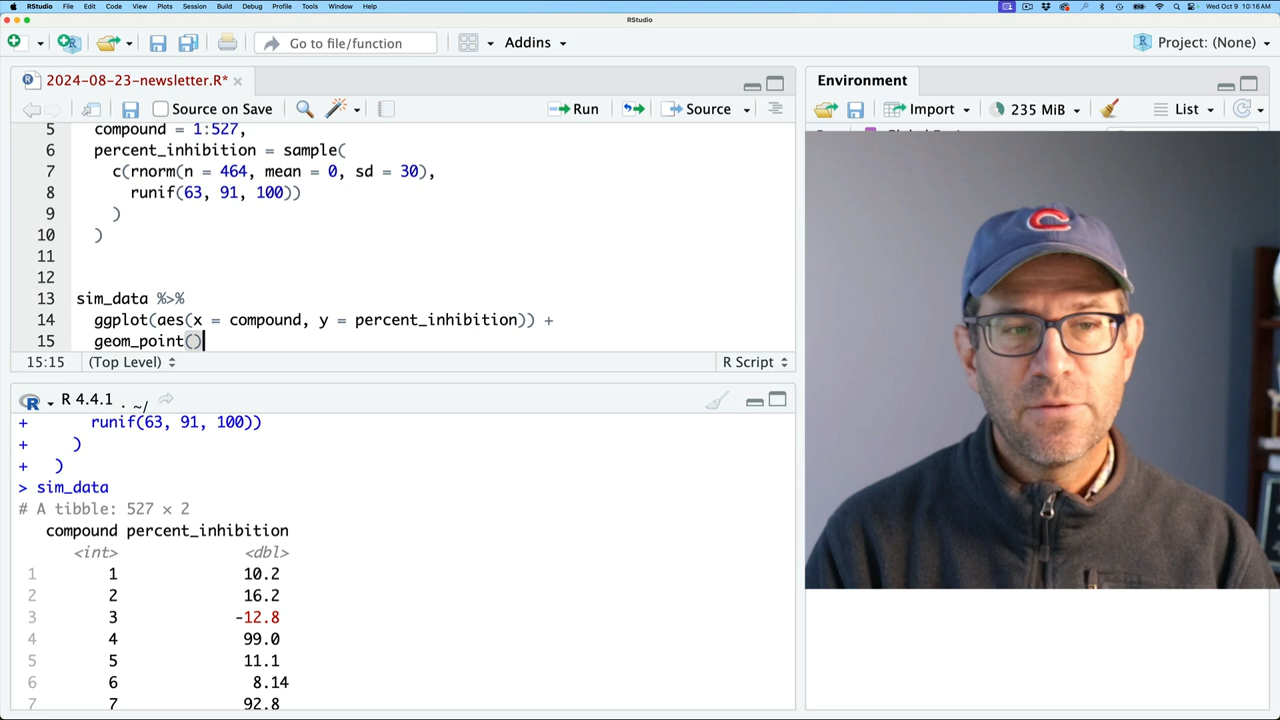 RStudio File Edit Code View Plots Session Build Debug Profile Tools Window Help Wed Oct 9 10:16 AM
RStudio
Go to file/function Addins Project: (None)
2024-08-23-newsletter.R*
Source on Save Run Source
5 compound = 1:527,
6 percent_inhibition = sample(
7 c(rnorm(n = 464, mean = 0, sd = 30),
8 runif(63, 91, 100))
9 )
10 )
11
12
13 sim_data %>%
14 ggplot(aes(x = compound, y = percent_inhibition)) +
15 geom_point()
15:15 (Top Level) R Script
R 4.4.1 . ~/
+ runif(63, 91, 100))
+ )
+ )
> sim_data
# A tibble: 527 × 2
compound percent_inhibition
<int> <dbl>
1 1 10.2
2 2 16.2
3 3 -12.8
4 4 99.0
5 5 11.1
6 6 8.14
7 7 92.8
Environment
Import 235 MiB List